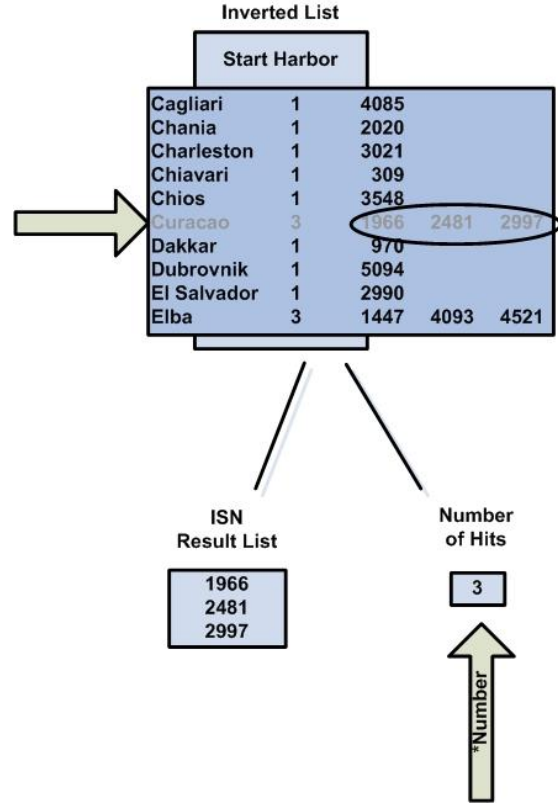 Inverted List
Start Harbor
Cagliari 1 4085
Chania 1 2020
Charleston 1 3021
Chiavari 1 309
Chios 1 3548
Curacao 3 1966 2481 2997
Dakkar 1 970
Dubrovnik 1 5094
El Salvador 1 2990
Elba 3 1447 4093 4521
ISN
Result List
1966
2481
2997
Number
of Hits
3
*Number